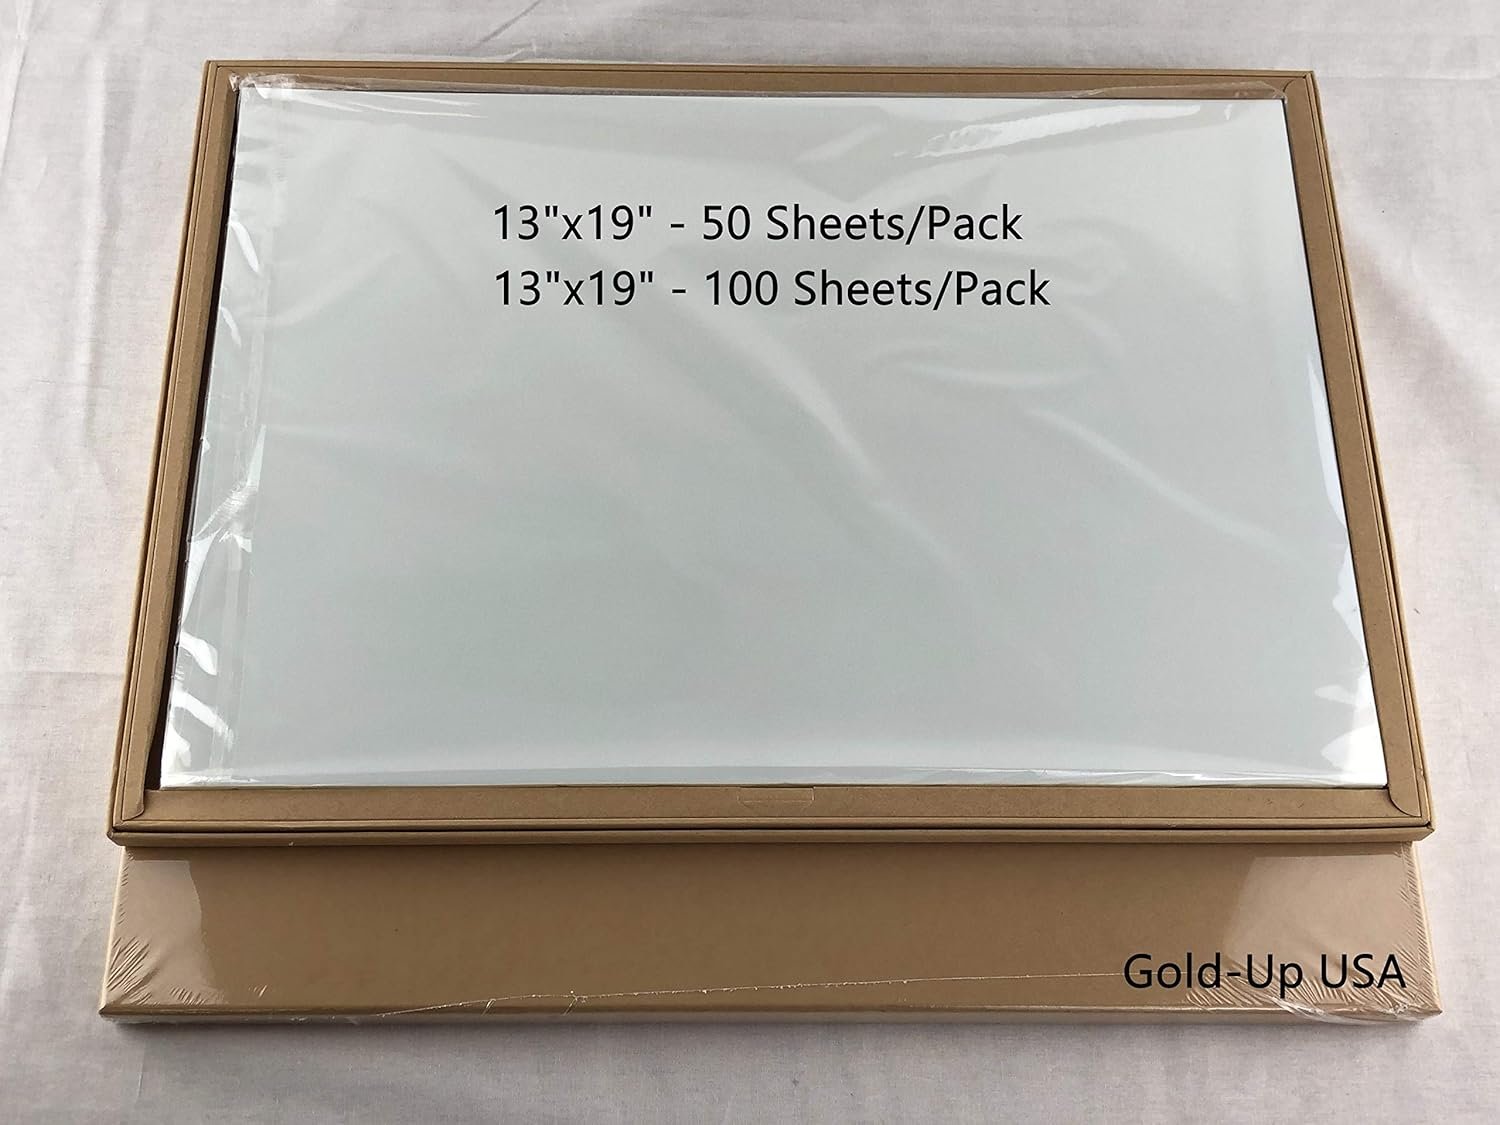 13"x19" - 50 Sheets/Pack
13"x19" - 100 Sheets/Pack
Gold-Up USA